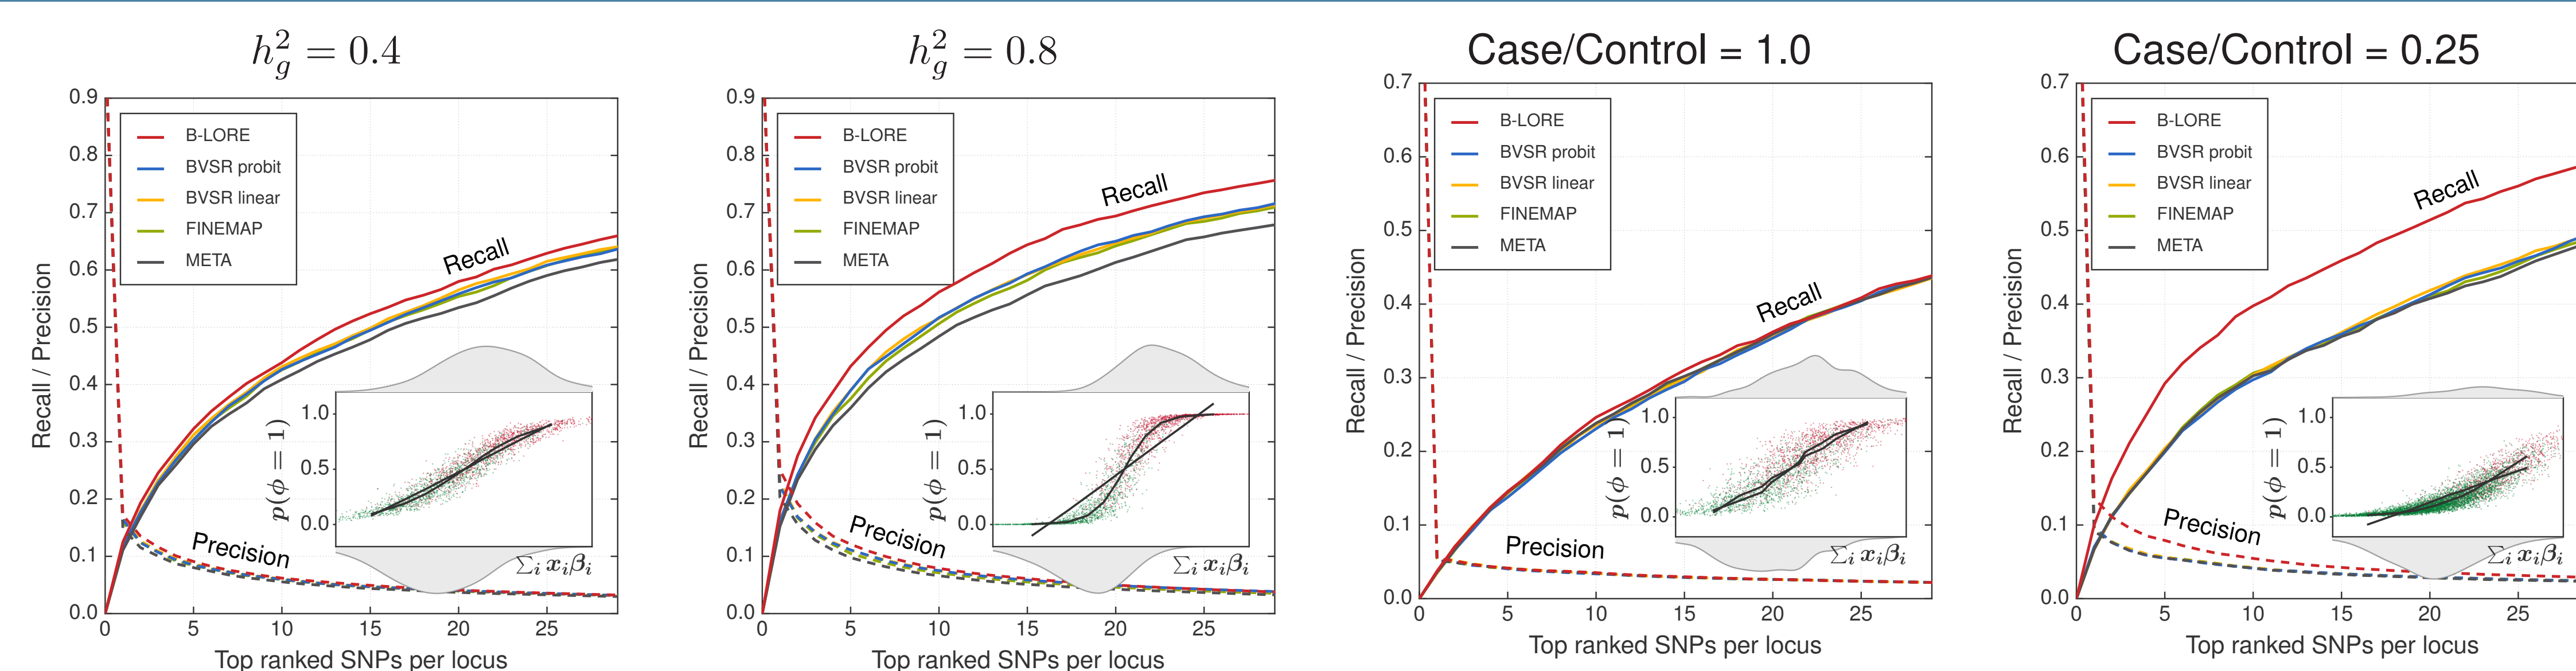 h_g^2 = 0.4
0.9
0.8
0.7
0.6
0.5
0.4
0.3
0.2
0.1
0.0
Recall / Precision
B-LORE
BVSR probit
BVSR linear
FINEMAP
META
Recall
Precision
p(ϕ = 1)
1.0
0.5
0.0
∑_i x_iβ_i
0 5 10 15 20 25
Top ranked SNPs per locus
h_g^2 = 0.8
0.9
0.8
0.7
0.6
0.5
0.4
0.3
0.2
0.1
0.0
Recall / Precision
B-LORE
BVSR probit
BVSR linear
FINEMAP
META
Recall
Precision
p(ϕ = 1)
1.0
0.5
0.0
∑_i x_iβ_i
0 5 10 15 20 25
Top ranked SNPs per locus
Case/Control = 1.0
0.7
0.6
0.5
0.4
0.3
0.2
0.1
0.0
Recall / Precision
B-LORE
BVSR probit
BVSR linear
FINEMAP
META
Recall
Precision
p(ϕ = 1)
1.0
0.5
0.0
∑_i x_iβ_i
0 5 10 15 20 25
Top ranked SNPs per locus
Case/Control = 0.25
0.7
0.6
0.5
0.4
0.3
0.2
0.1
0.0
Recall / Precision
B-LORE
BVSR probit
BVSR linear
FINEMAP
META
Recall
Precision
p(ϕ = 1)
1.0
0.5
0.0
∑_i x_iβ_i
0 5 10 15 20 25
Top ranked SNPs per locus